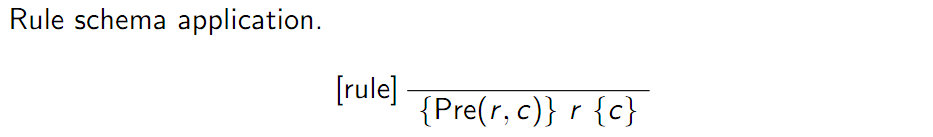 Rule schema application.
[rule]
{Pre(r, c)} r {c}